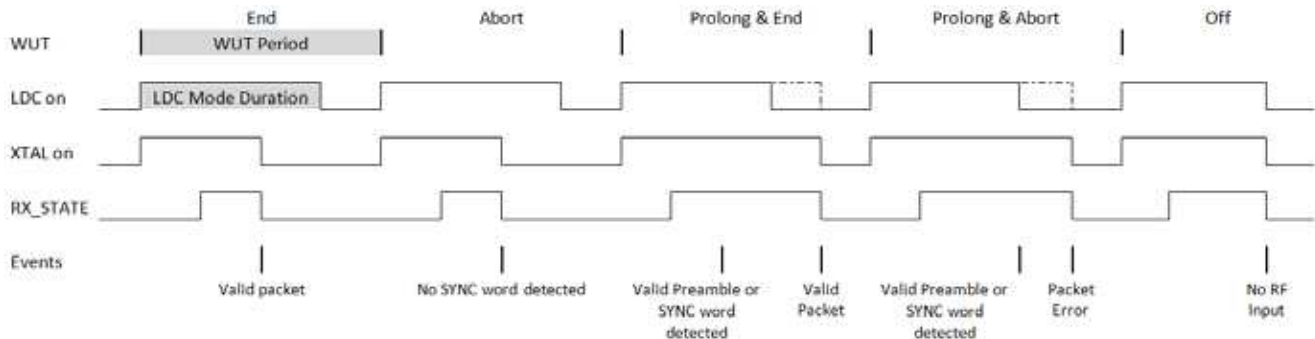 End Abort Prolong & End Prolong & Abort Off
WUT WUT Period
LDC on LDC Mode Duration
XTAL on
RX_STATE
Events
Valid packet No SYNC word detected Valid Preamble or Valid Valid Preamble or Packet No RF
SYNC word Packet SYNC word Error Input
detected detected